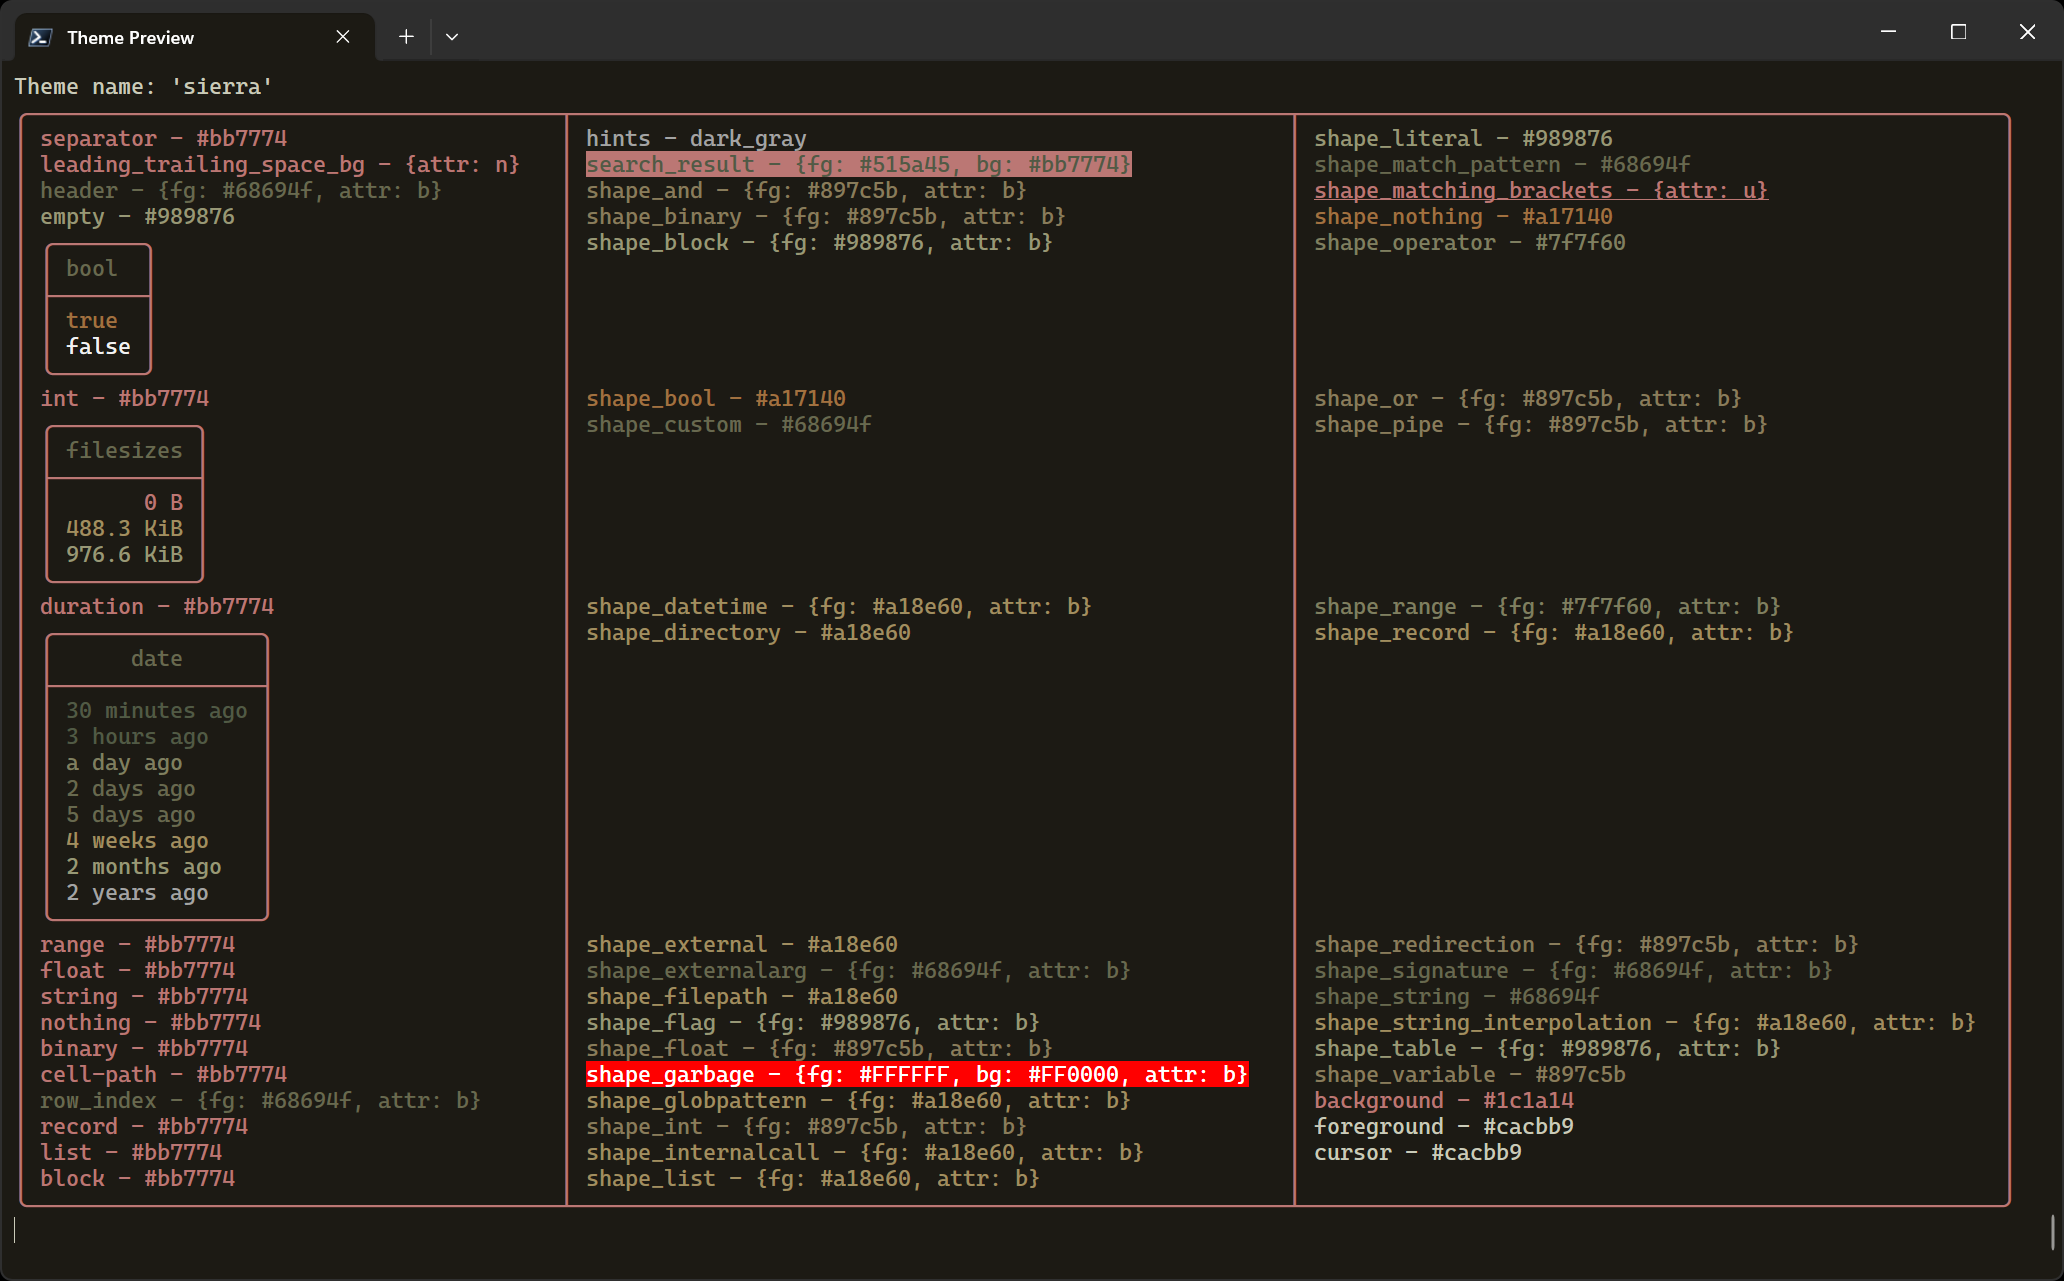 Theme Preview
Theme name: 'sierra'
separator - #bb7774
leading_trailing_space_bg - {attr: n}
header - {fg: #68694f, attr: b}
empty - #989876
bool
true
false
int - #bb7774
filesizes
0 B
488.3 KiB
976.6 KiB
duration - #bb7774
date
30 minutes ago
3 hours ago
a day ago
2 days ago
5 days ago
4 weeks ago
2 months ago
2 years ago
range - #bb7774
float - #bb7774
string - #bb7774
nothing - #bb7774
binary - #bb7774
cell-path - #bb7774
row_index - {fg: #68694f, attr: b}
record - #bb7774
list - #bb7774
block - #bb7774
hints - dark_gray
search_result - {fg: #515a45, bg: #bb7774}
shape_and - {fg: #897c5b, attr: b}
shape_binary - {fg: #897c5b, attr: b}
shape_block - {fg: #989876, attr: b}
shape_bool - #a17140
shape_custom - #68694f
shape_datetime - {fg: #a18e60, attr: b}
shape_directory - #a18e60
shape_external - #a18e60
shape_externalarg - {fg: #68694f, attr: b}
shape_filepath - #a18e60
shape_flag - {fg: #989876, attr: b}
shape_float - {fg: #897c5b, attr: b}
shape_garbage - {fg: #FFFFFF, bg: #FF0000, attr: b}
shape_globpattern - {fg: #a18e60, attr: b}
shape_int - {fg: #897c5b, attr: b}
shape_internalcall - {fg: #a18e60, attr: b}
shape_list - {fg: #a18e60, attr: b}
shape_literal - #989876
shape_match_pattern - #68694f
shape_matching_brackets - {attr: u}
shape_nothing - #a17140
shape_operator - #7f7f60
shape_or - {fg: #897c5b, attr: b}
shape_pipe - {fg: #897c5b, attr: b}
shape_range - {fg: #7f7f60, attr: b}
shape_record - {fg: #a18e60, attr: b}
shape_redirection - {fg: #897c5b, attr: b}
shape_signature - {fg: #68694f, attr: b}
shape_string - #68694f
shape_string_interpolation - {fg: #a18e60, attr: b}
shape_table - {fg: #989876, attr: b}
shape_variable - #897c5b
background - #1c1a14
foreground - #cacbb9
cursor - #cacbb9